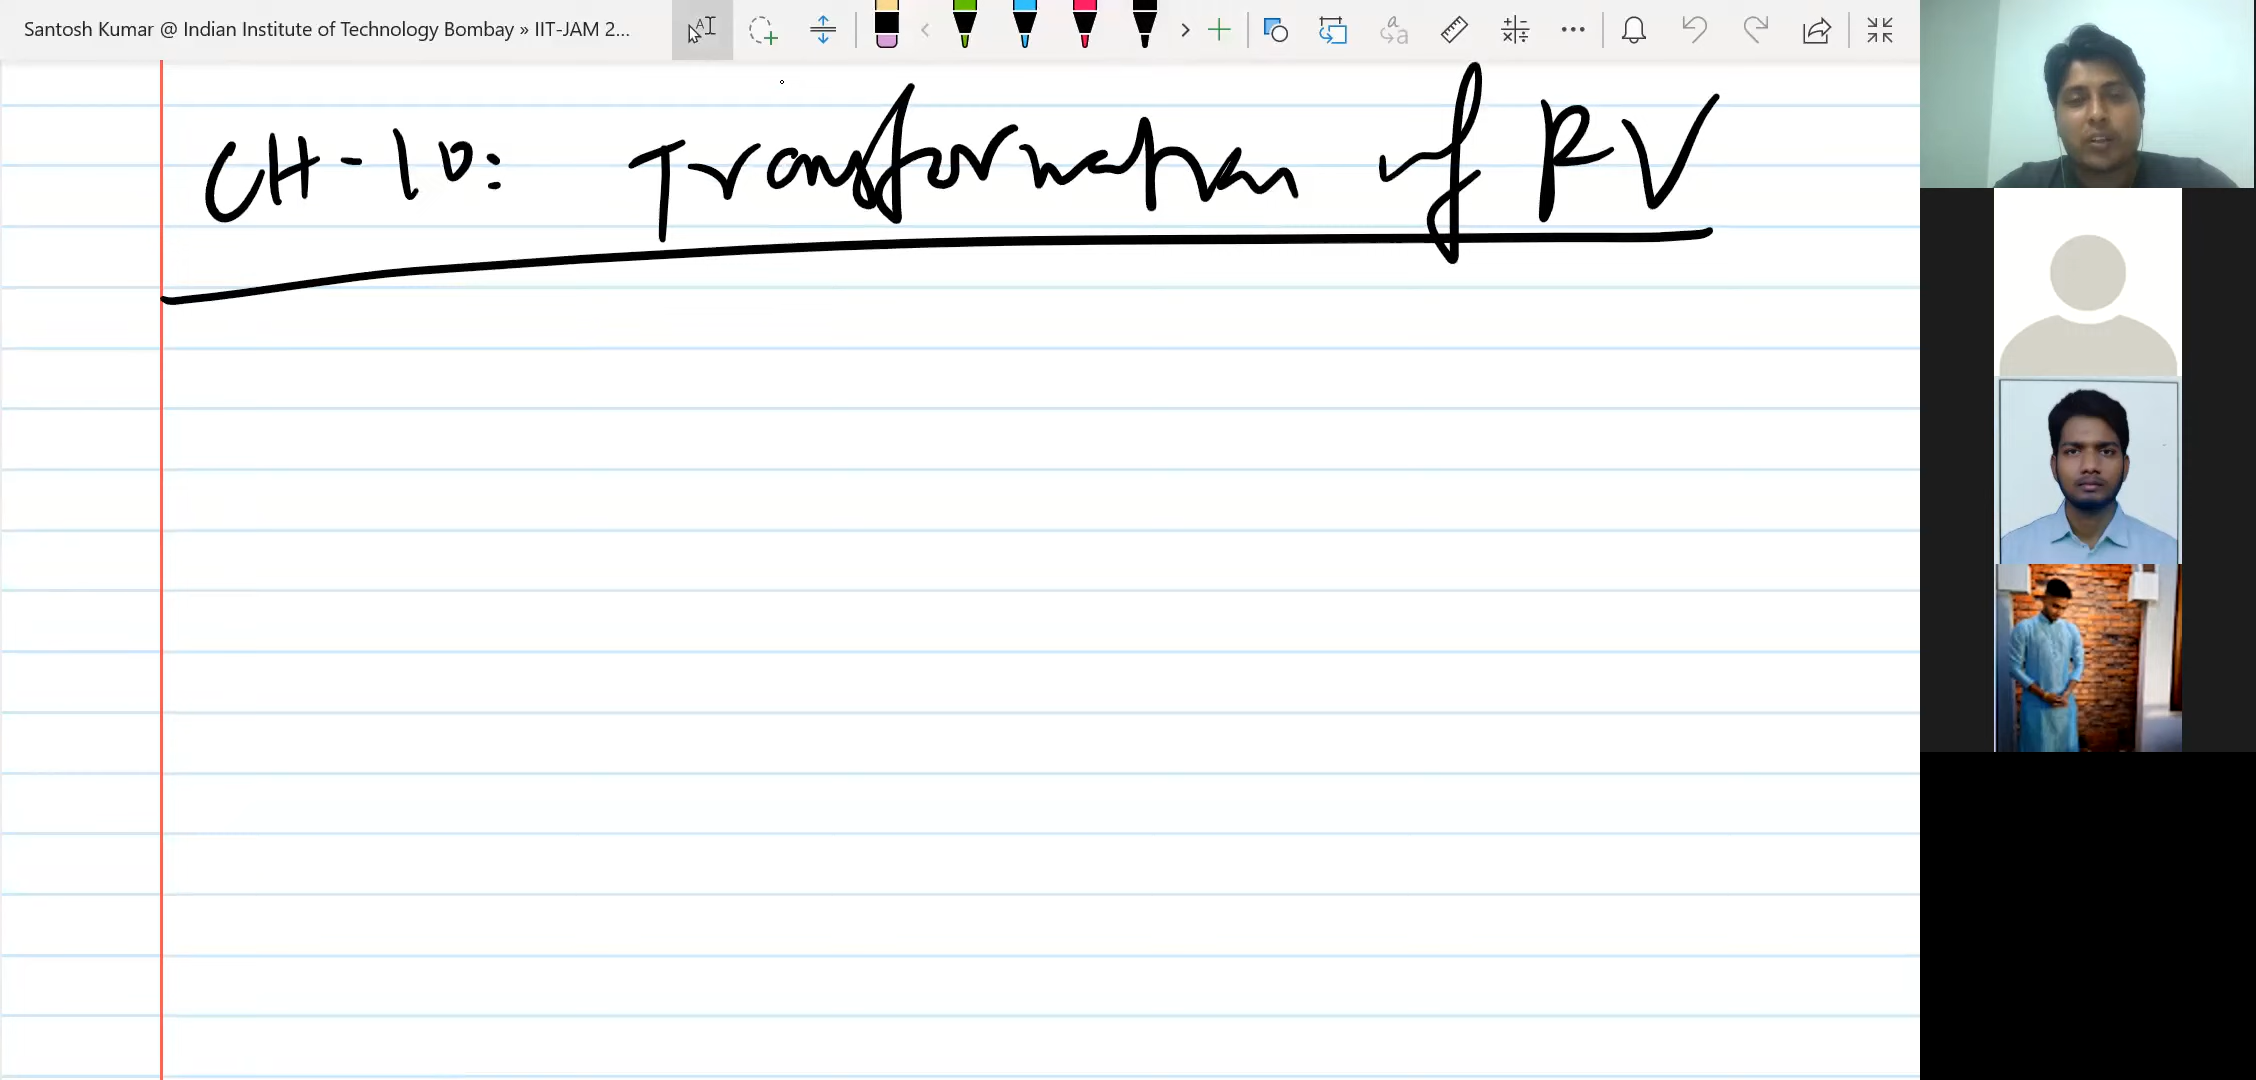 Santosh Kumar @ Indian Institute of Technology Bombay » IIT-JAM 2...
CH-10: Transformation of RV